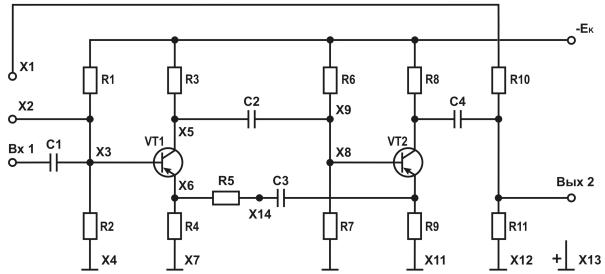 -Eк
X1
R1
R3
R6
R8
R10
X2
C2
X9
C4
Вх 1
C1
X3
VT1
X5
X8
VT2
X6
R5
C3
Вых 2
X14
R2
R4
R7
R9
R11
X4
X7
X11
X12
+
X13